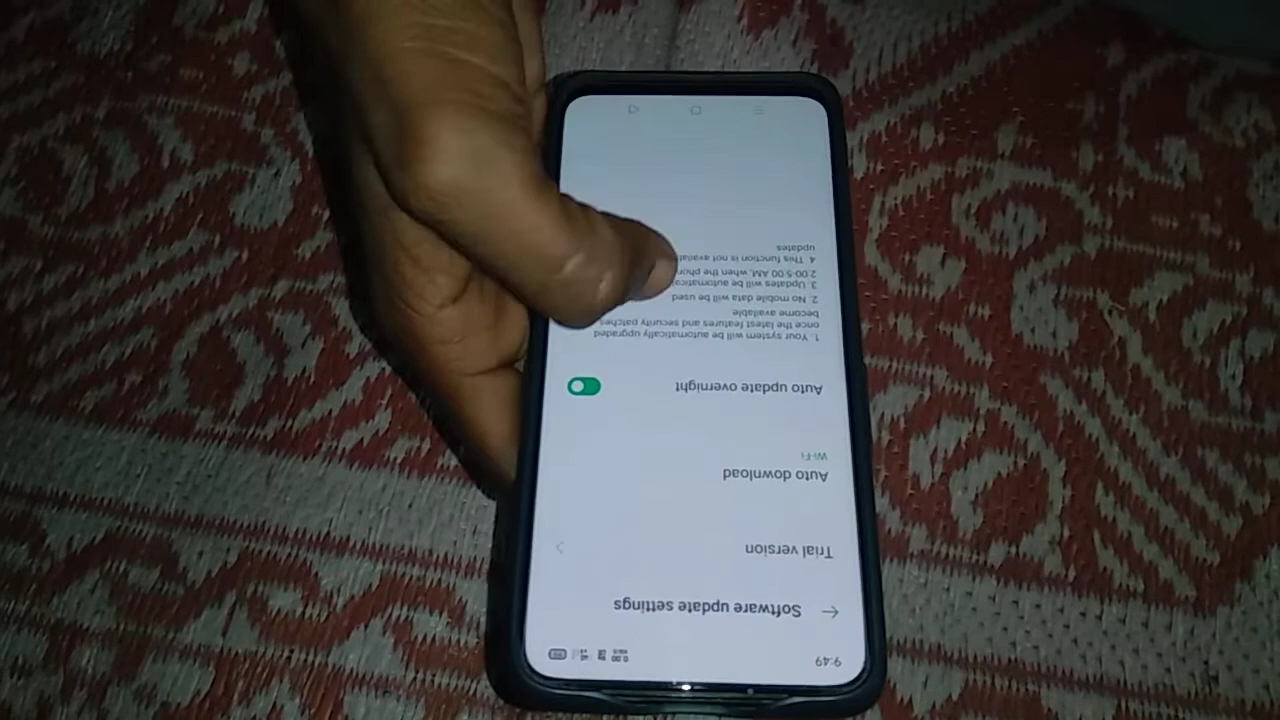 9:49
Software update settings
Trial version
Auto download
Wi-Fi
Auto update overnight
1. Your system will be automatically upgraded
once the latest features and security patches
become available
2. No mobile data will be used
3. Updates will be
2:00-5:00 AM, when the
4. This function is not
updates